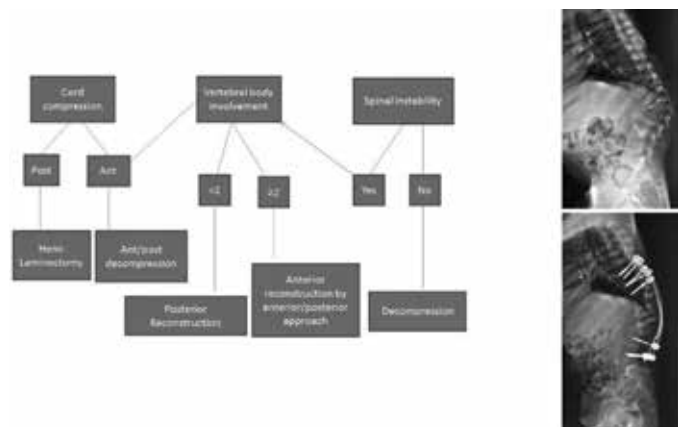 Cord
compression
Vertebral body
involvement
Spinal instability
Post
Ant
<2
≥2
Yes
No
Hemi
Laminectomy
Ant/post
decompression
Posterior
Reconstruction
Anterior
reconstruction by
anterior/posterior
approach
Decompression